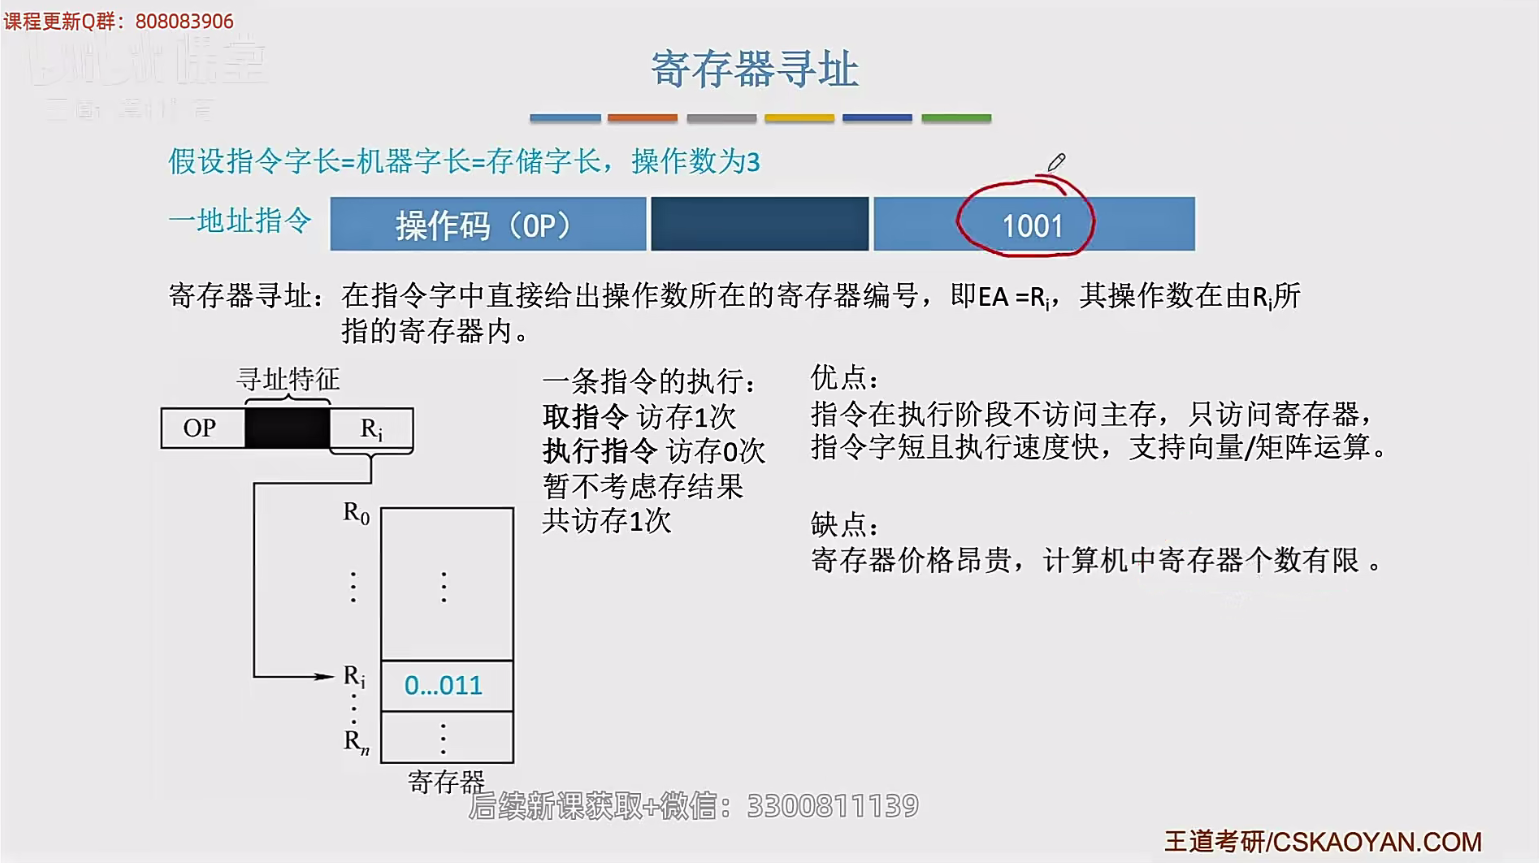 课程更新Q群：808083906
寄存器寻址
假设指令字长=机器字长=存储字长，操作数为3
一地址指令 操作码（OP） 1001
寄存器寻址：在指令字中直接给出操作数所在的寄存器编号，即EA =Ri，其操作数在由Ri所
指的寄存器内。
寻址特征
OP Ri
R0
⋮ ⋮
Ri 0…011
⋮
Rn ⋮
寄存器
一条指令的执行：
取指令 访存1次
执行指令 访存0次
暂不考虑存结果
共访存1次
优点：
指令在执行阶段不访问主存，只访问寄存器，
指令字短且执行速度快，支持向量/矩阵运算。
缺点：
寄存器价格昂贵，计算机中寄存器个数有限 。
后续新课获取+微信：3300811139
王道考研/CSKAOYAN.COM